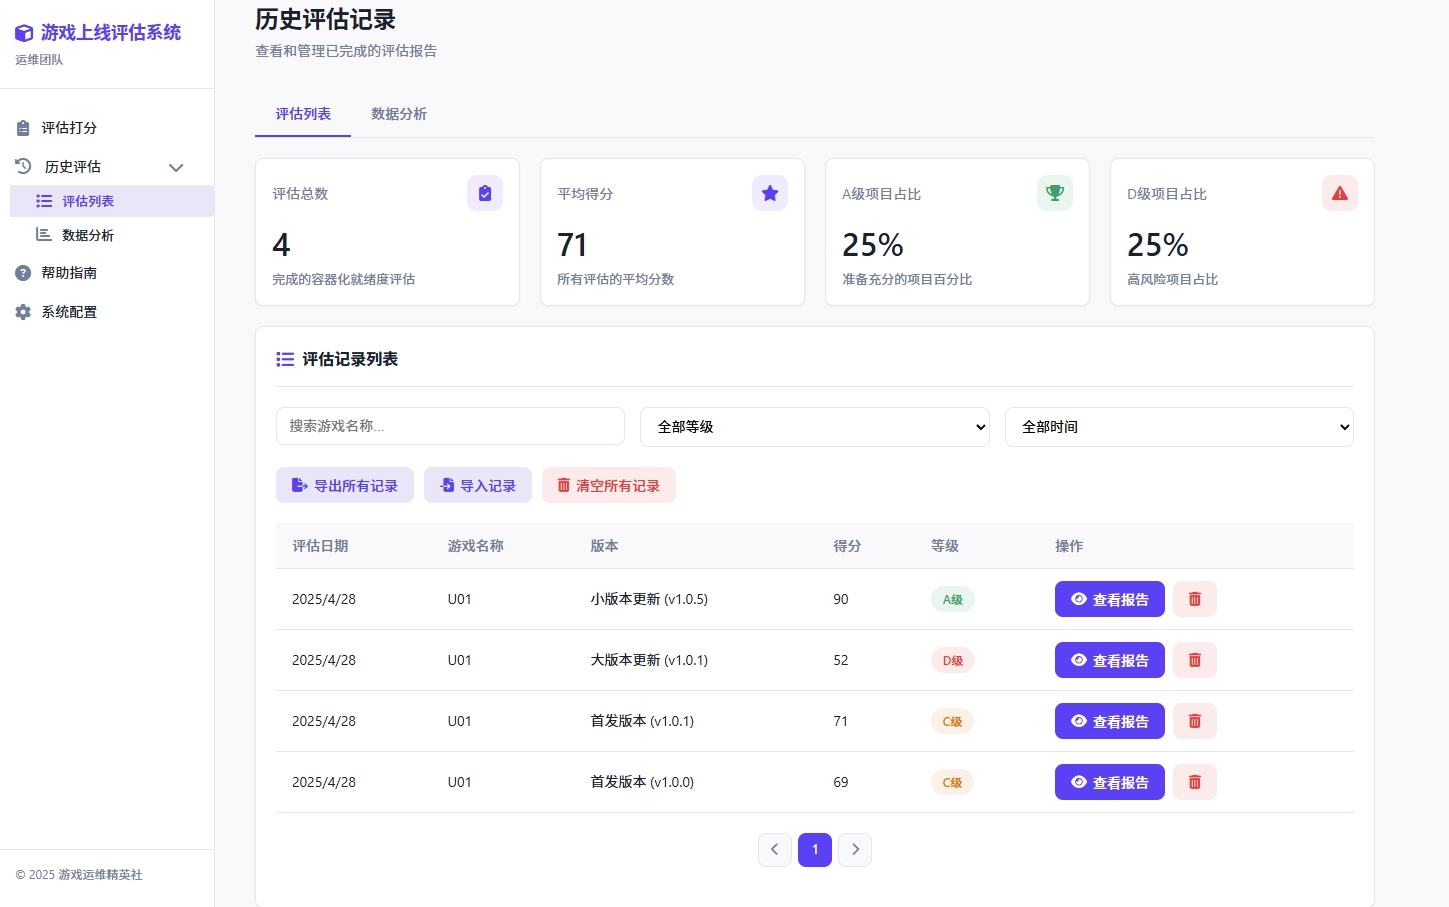 游戏上线评估系统
运维团队
评估打分
历史评估
评估列表
数据分析
帮助指南
系统配置
© 2025 游戏运维精英社
历史评估记录
查看和管理已完成的评估报告
评估列表 数据分析
评估总数
4
完成的容器化就绪度评估
平均得分
71
所有评估的平均分数
A级项目占比
25%
准备充分的项目百分比
D级项目占比
25%
高风险项目占比
评估记录列表
搜索游戏名称... 全部等级 全部时间
导出所有记录 导入记录 清空所有记录
评估日期 游戏名称 版本 得分 等级 操作
2025/4/28 U01 小版本更新 (v1.0.5) 90 A级 查看报告
2025/4/28 U01 大版本更新 (v1.0.1) 52 D级 查看报告
2025/4/28 U01 首发版本 (v1.0.1) 71 C级 查看报告
2025/4/28 U01 首发版本 (v1.0.0) 69 C级 查看报告
1